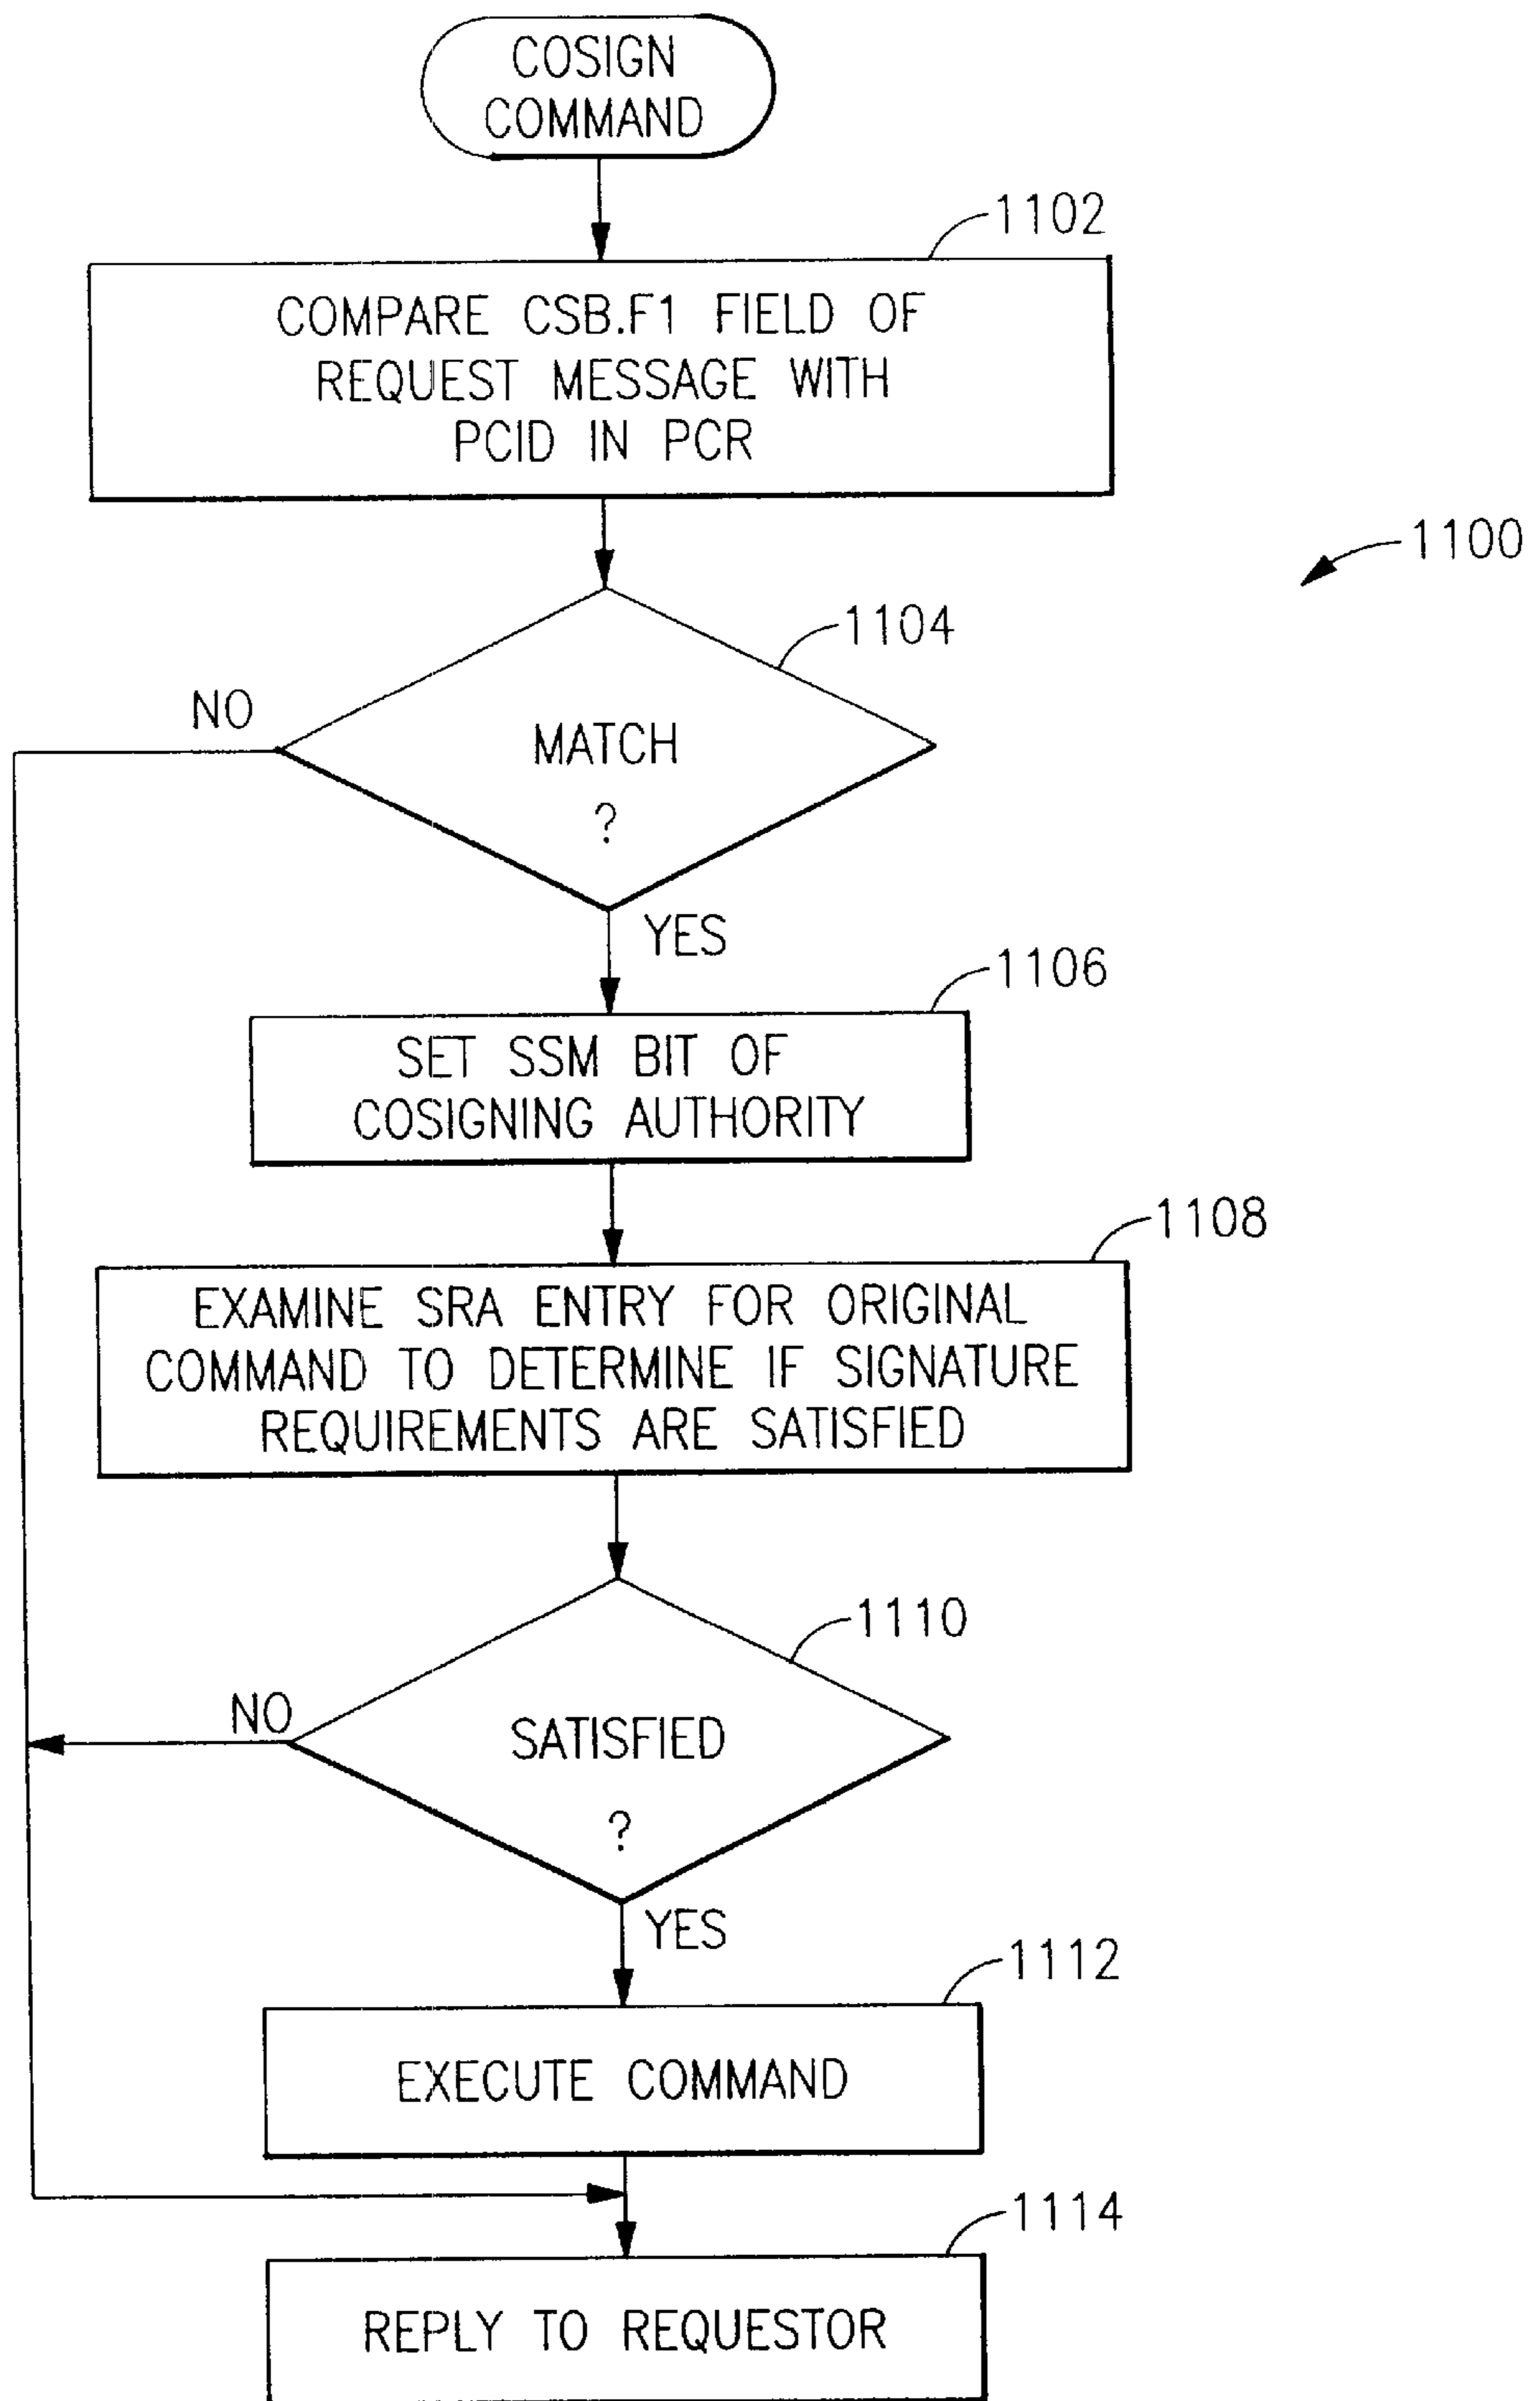 COSIGN
COMMAND
1102
COMPARE CSB.F1 FIELD OF
REQUEST MESSAGE WITH
PCID IN PCR
1100
1104
NO
MATCH
?
YES
1106
SET SSM BIT OF
COSIGNING AUTHORITY
1108
EXAMINE SRA ENTRY FOR ORIGINAL
COMMAND TO DETERMINE IF SIGNATURE
REQUIREMENTS ARE SATISFIED
1110
NO
SATISFIED
?
YES
1112
EXECUTE COMMAND
1114
REPLY TO REQUESTOR